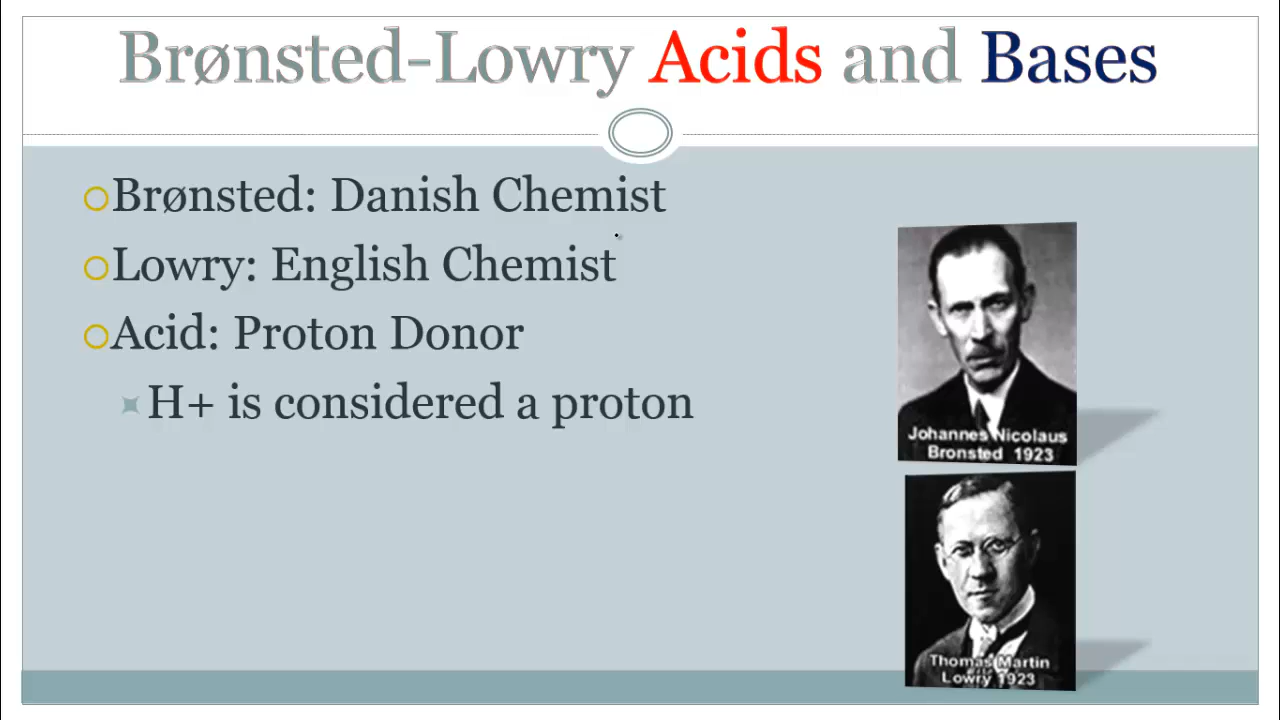 Brønsted-Lowry Acids and Bases
Brønsted: Danish Chemist
Lowry: English Chemist
Acid: Proton Donor
H+ is considered a proton
Johannes Nicolaus
Bronsted 1923
Thomas Martin
Lowry 1923